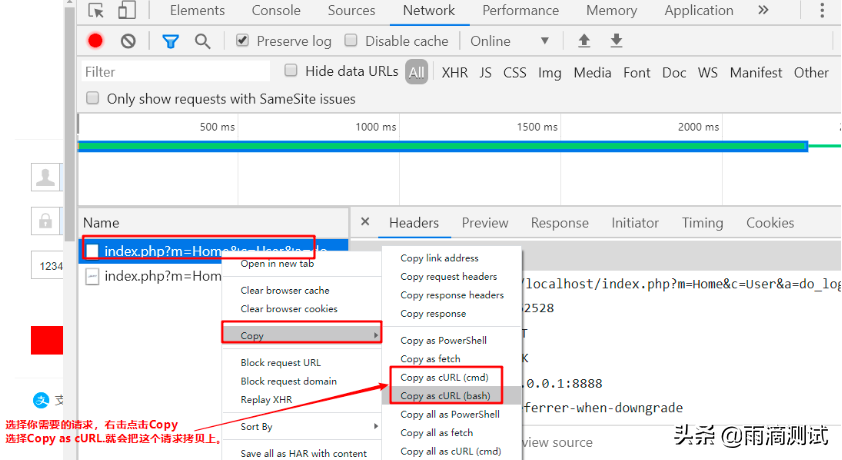 Elements Console Sources Network Performance Memory Application »
Preserve log Disable cache Online ▼
Filter Hide data URLs All XHR JS CSS Img Media Font Doc WS Manifest Other
Only show requests with SameSite issues
500 ms 1000 ms 1500 ms 2000 ms
Name × Headers Preview Response Initiator Timing Cookies
index.php?m=Home&c=User&a=do
index.php?m=Hom
1234
Open in new tab
Clear browser cache
Clear browser cookies
Copy
Block request URL
Block request domain
Replay XHR
Sort By
Save all as HAR with content
Copy link address
Copy request headers
Copy response headers
Copy response
Copy as PowerShell
Copy as fetch
Copy as cURL (cmd)
Copy as cURL (bash)
Copy all as PowerShell
Copy all as fetch
Copy all as cURL (cmd)
/localhost/index.php?m=Home&c=User&a=do_log
2528
T
K
.0.0.1:8888
eferrer-when-downgrade
view source
支
选择你需要的请求，右击点击Copy
选择Copy as cURL.就会把这个请求拷贝上。
头条 @雨滴测试